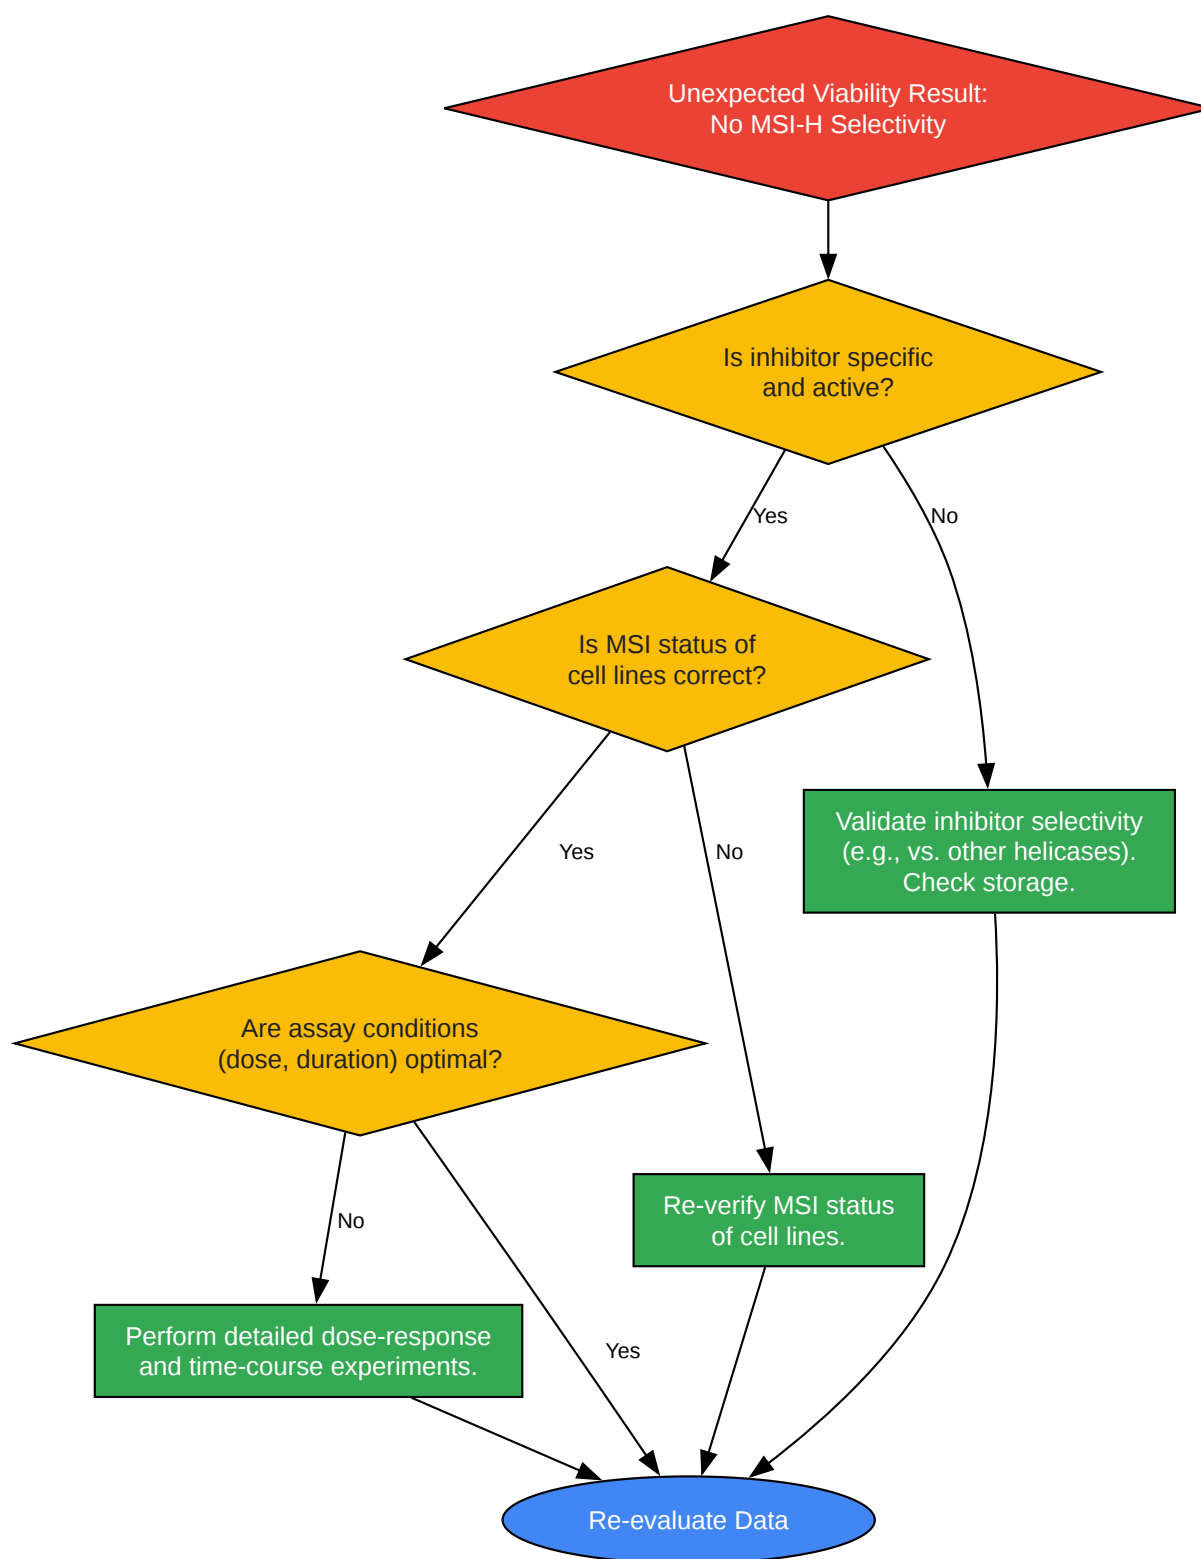 Unexpected Viability Result:
No MSI-H Selectivity
Is inhibitor specific
and active?
Yes
No
Is MSI status of
cell lines correct?
Yes
No
Validate inhibitor selectivity
(e.g., vs. other helicases).
Check storage.
Are assay conditions
(dose, duration) optimal?
No
Yes
Re-verify MSI status
of cell lines.
Perform detailed dose-response
and time-course experiments.
Re-evaluate Data